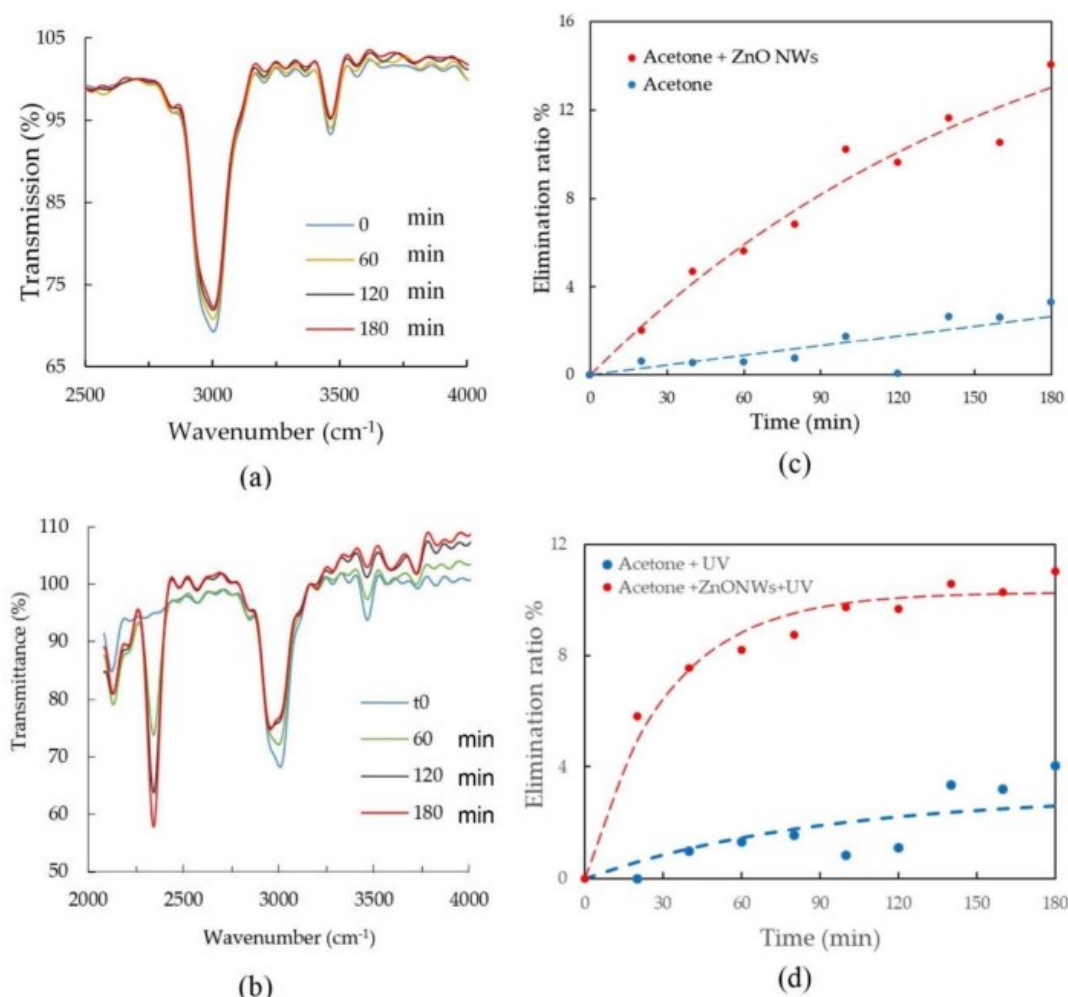 105
95
85
75
65
Transmission (%)
0 min
60 min
120 min
180 min
2500 3000 3500 4000
Wavenumber (cm-1)
(a)
16
12
8
4
0
Elimination ratio %
Acetone + ZnO NWs
Acetone
0 30 60 90 120 150 180
Time (min)
(c)
110
100
90
80
70
60
50
Transmittance (%)
t0
60 min
120 min
180 min
2000 2500 3000 3500 4000
Wavenumber (cm-1)
(b)
12
8
4
0
Elimination ratio %
Acetone + UV
Acetone +ZnONWs+UV
0 30 60 90 120 150 180
Time (min)
(d)